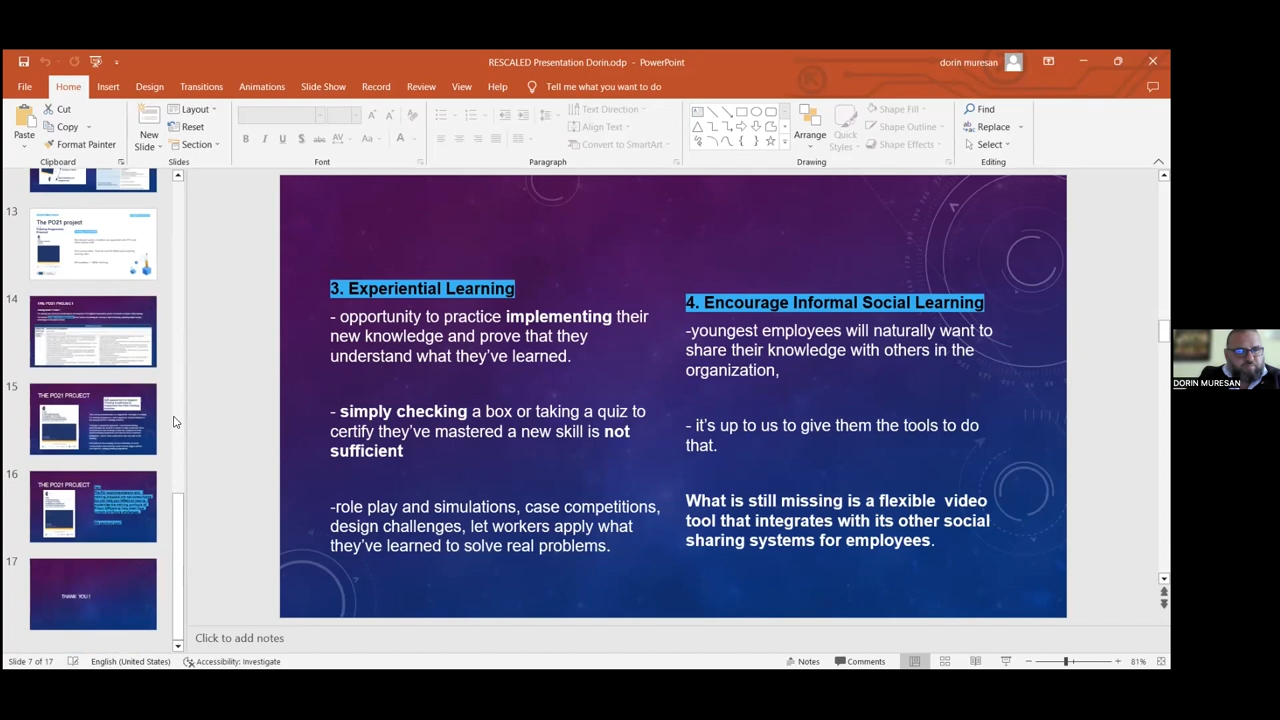 RESCALED Presentation Dorin.odp - PowerPoint
dorin muresan
File Home Insert Design Transitions Animations Slide Show Record Review View Help Tell me what you want to do
Paste
Cut
Copy
Format Painter
Clipboard
New
Slide
Layout
Reset
Section
Slides
Font
Text Direction
Align Text
Convert to SmartArt
Paragraph
Arrange
Quick
Styles
Shape Fill
Shape Outline
Shape Effects
Drawing
Find
Replace
Select
Editing
13
The PO21 project
14
THE PO21 PROJECT
15
THE PO21 PROJECT
16
THE PO21 PROJECT
17
THANK YOU !
3. Experiential Learning
- opportunity to practice implementing their
new knowledge and prove that they
understand what they’ve learned.
- simply checking a box or taking a quiz to
certify they’ve mastered a new skill is not
sufficient
-role play and simulations, case competitions,
design challenges, let workers apply what
they’ve learned to solve real problems.
4. Encourage Informal Social Learning
-youngest employees will naturally want to
share their knowledge with others in the
organization,
- it’s up to us to give them the tools to do
that.
What is still missing is a flexible video
tool that integrates with its other social
sharing systems for employees.
DORIN MURESAN
Click to add notes
Slide 7 of 17 English (United States) Accessibility: Investigate Notes Comments 81%